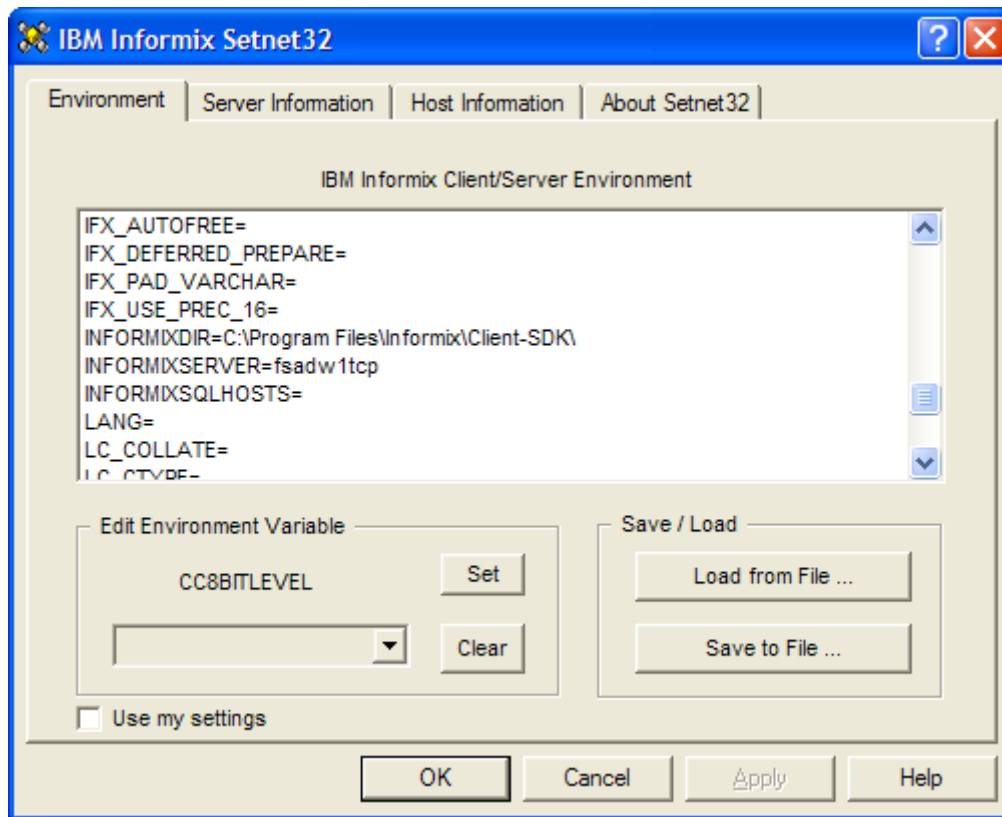 IBM Informix Setnet32
Environment Server Information Host Information About Setnet32
IBM Informix Client/Server Environment
IFX_AUTOFREE=
IFX_DEFERRED_PREPARE=
IFX_PAD_VARCHAR=
IFX_USE_PREC_16=
INFORMIXDIR=C:\Program Files\Informix\Client-SDK\
INFORMIXSERVER=fsadw1tcp
INFORMIXSQLHOSTS=
LANG=
LC_COLLATE=
LC_CTYPE=
Edit Environment Variable
CC8BITLEVEL
Set
Clear
Save / Load
Load from File ...
Save to File ...
Use my settings
OK Cancel Apply Help